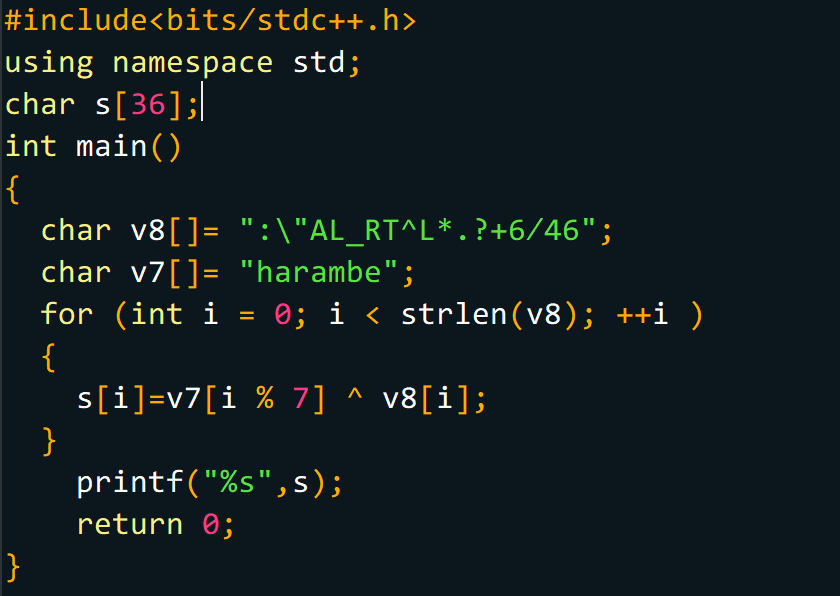 #include<bits/stdc++.h>
using namespace std;
char s[36];
int main()
{
  char v8[]= ":\"AL_RT^L*.?+6/46";
  char v7[]= "harambe";
  for (int i = 0; i < strlen(v8); ++i )
  {
    s[i]=v7[i % 7] ^ v8[i];
  }
    printf("%s",s);
    return 0;
}